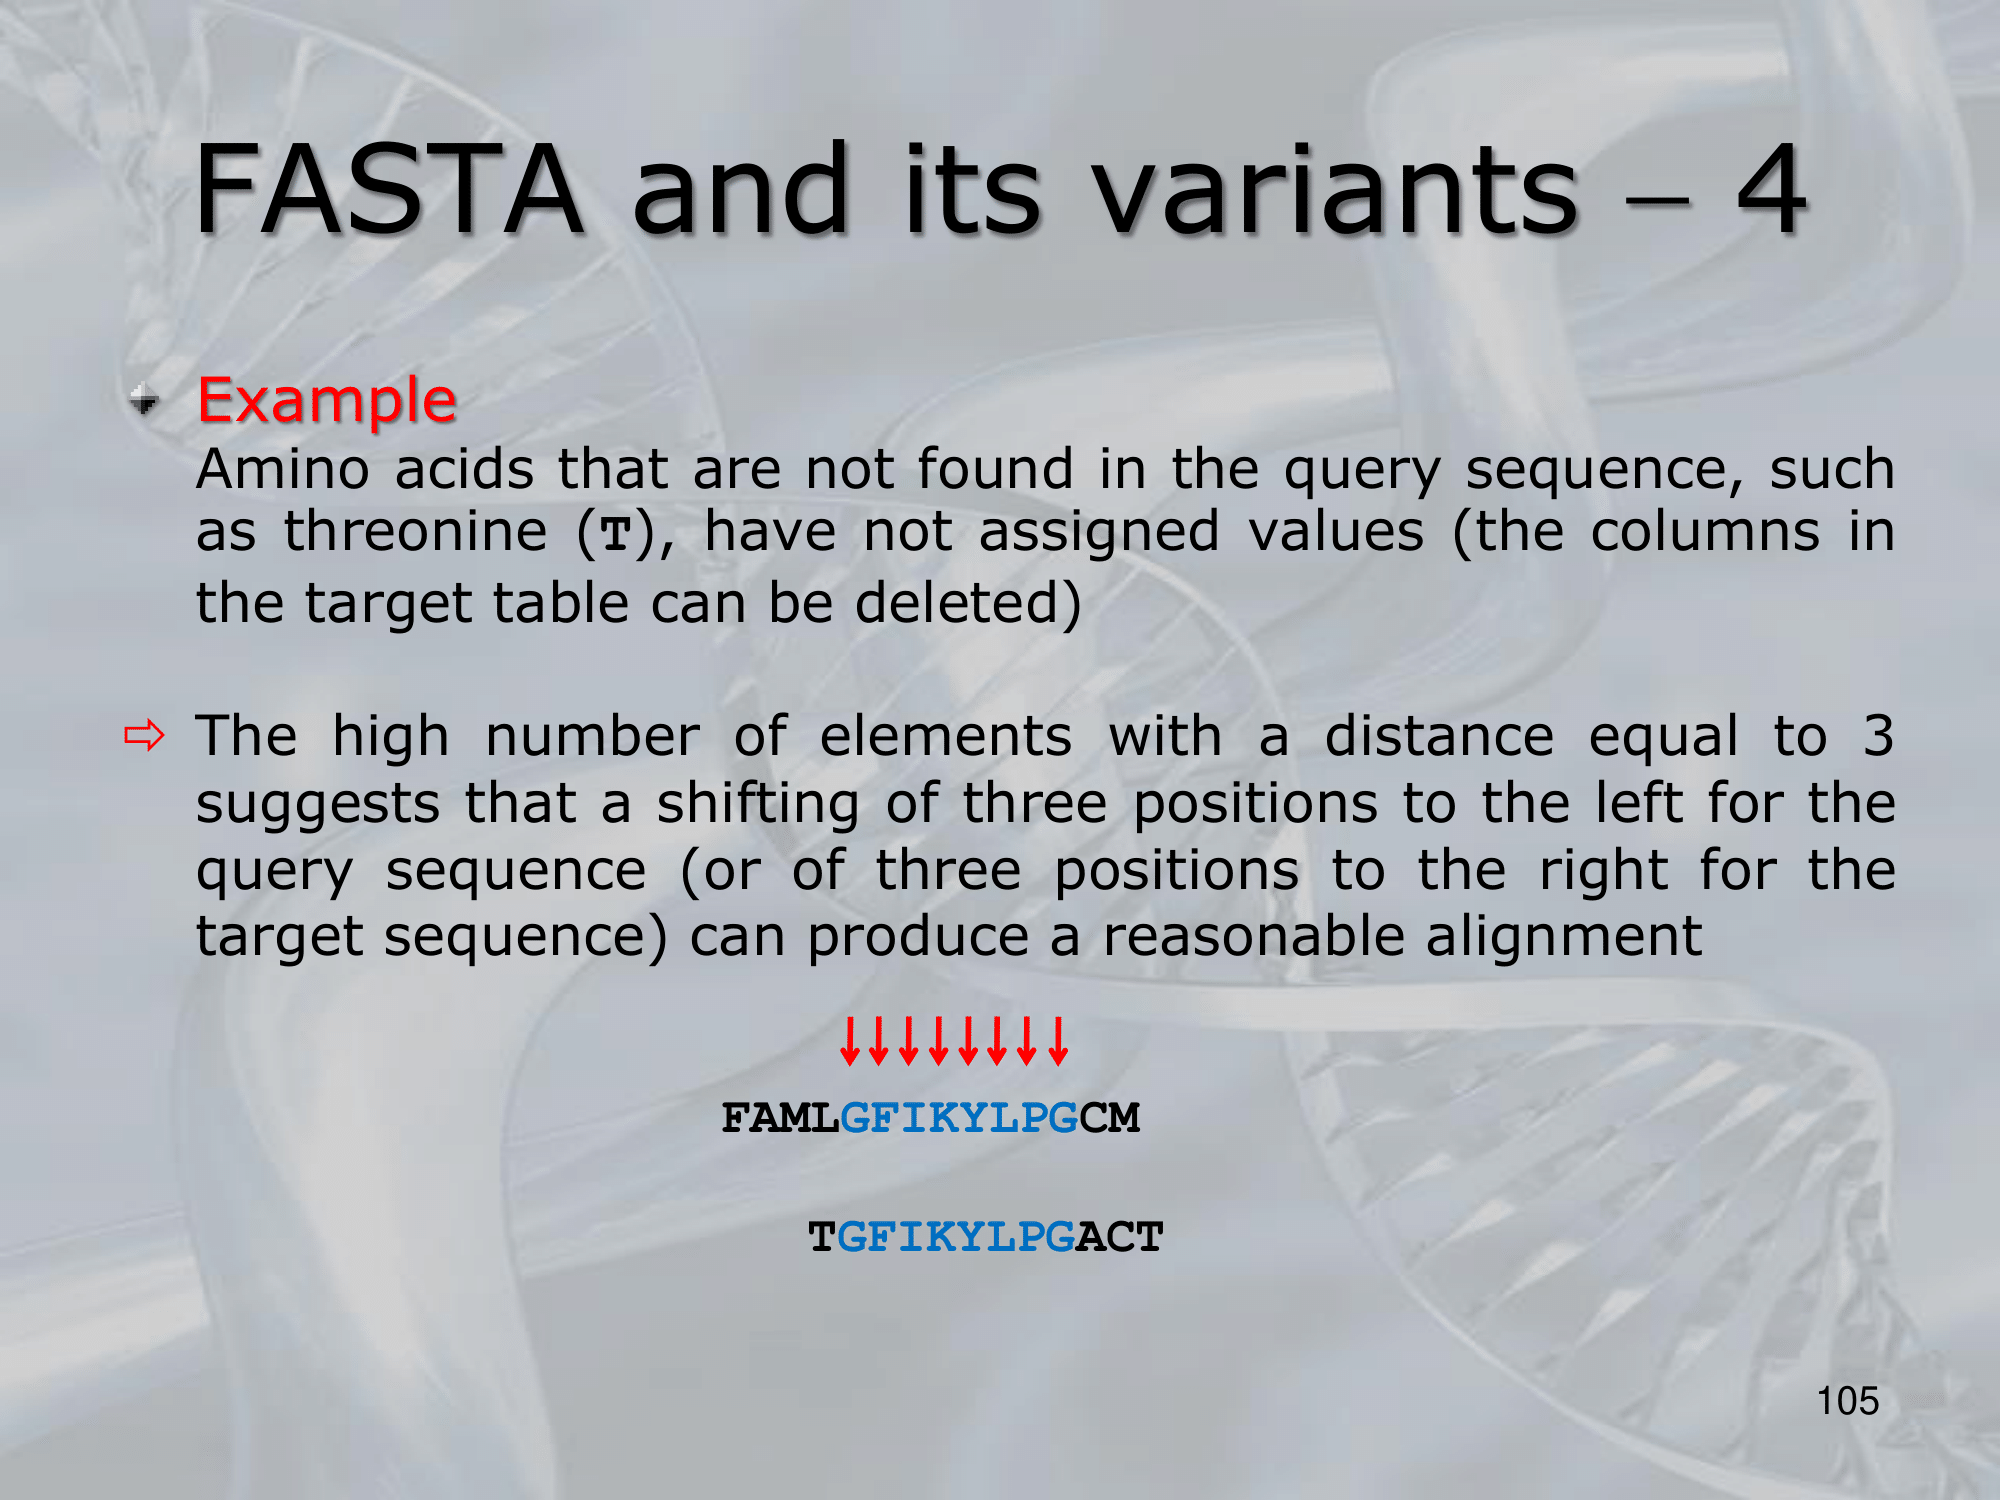 FASTA and its variants – 4
Example
Amino acids that are not found in the query sequence, such
as threonine (T), have not assigned values (the columns in
the target table can be deleted)
The high number of elements with a distance equal to 3
suggests that a shifting of three positions to the left for the
query sequence (or of three positions to the right for the
target sequence) can produce a reasonable alignment
FAMLGFIKYLPGCM
TGFIKYLPGACT
105